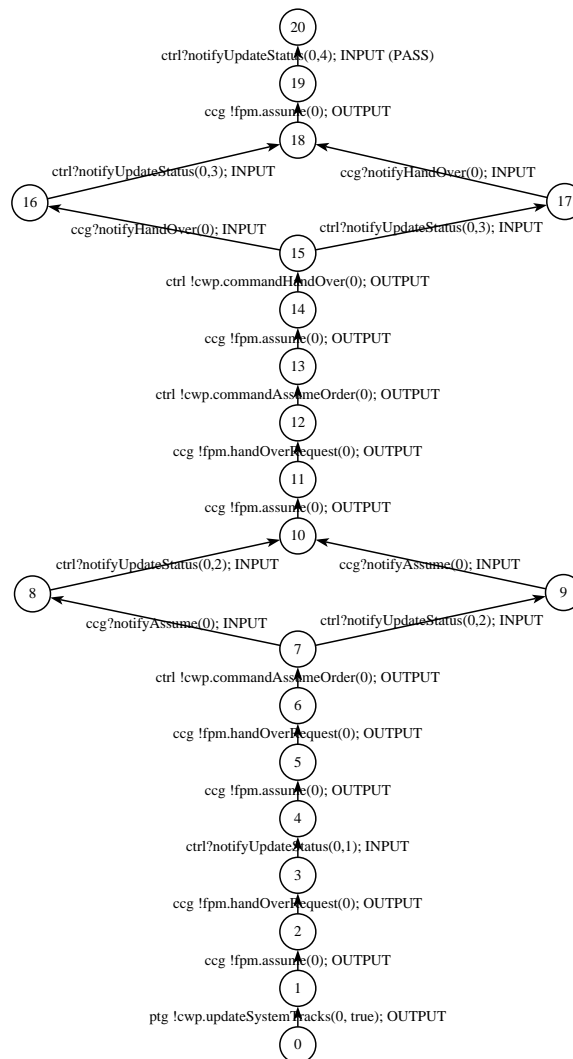 20
ctrl?notifyUpdateStatus(0,4); INPUT (PASS)
19
ccg !fpm.assume(0); OUTPUT
18
ctrl?notifyUpdateStatus(0,3); INPUT
ccg?notifyHandOver(0); INPUT
16
17
ccg?notifyHandOver(0); INPUT
ctrl?notifyUpdateStatus(0,3); INPUT
15
ctrl !cwp.commandHandOver(0); OUTPUT
14
ccg !fpm.assume(0); OUTPUT
13
ctrl !cwp.commandAssumeOrder(0); OUTPUT
12
ccg !fpm.handOverRequest(0); OUTPUT
11
ccg !fpm.assume(0); OUTPUT
10
ctrl?notifyUpdateStatus(0,2); INPUT
ccg?notifyAssume(0); INPUT
8
9
ccg?notifyAssume(0); INPUT
ctrl?notifyUpdateStatus(0,2); INPUT
7
ctrl !cwp.commandAssumeOrder(0); OUTPUT
6
ccg !fpm.handOverRequest(0); OUTPUT
5
ccg !fpm.assume(0); OUTPUT
4
ctrl?notifyUpdateStatus(0,1); INPUT
3
ccg !fpm.handOverRequest(0); OUTPUT
2
ccg !fpm.assume(0); OUTPUT
1
ptg !cwp.updateSystemTracks(0, true); OUTPUT
0